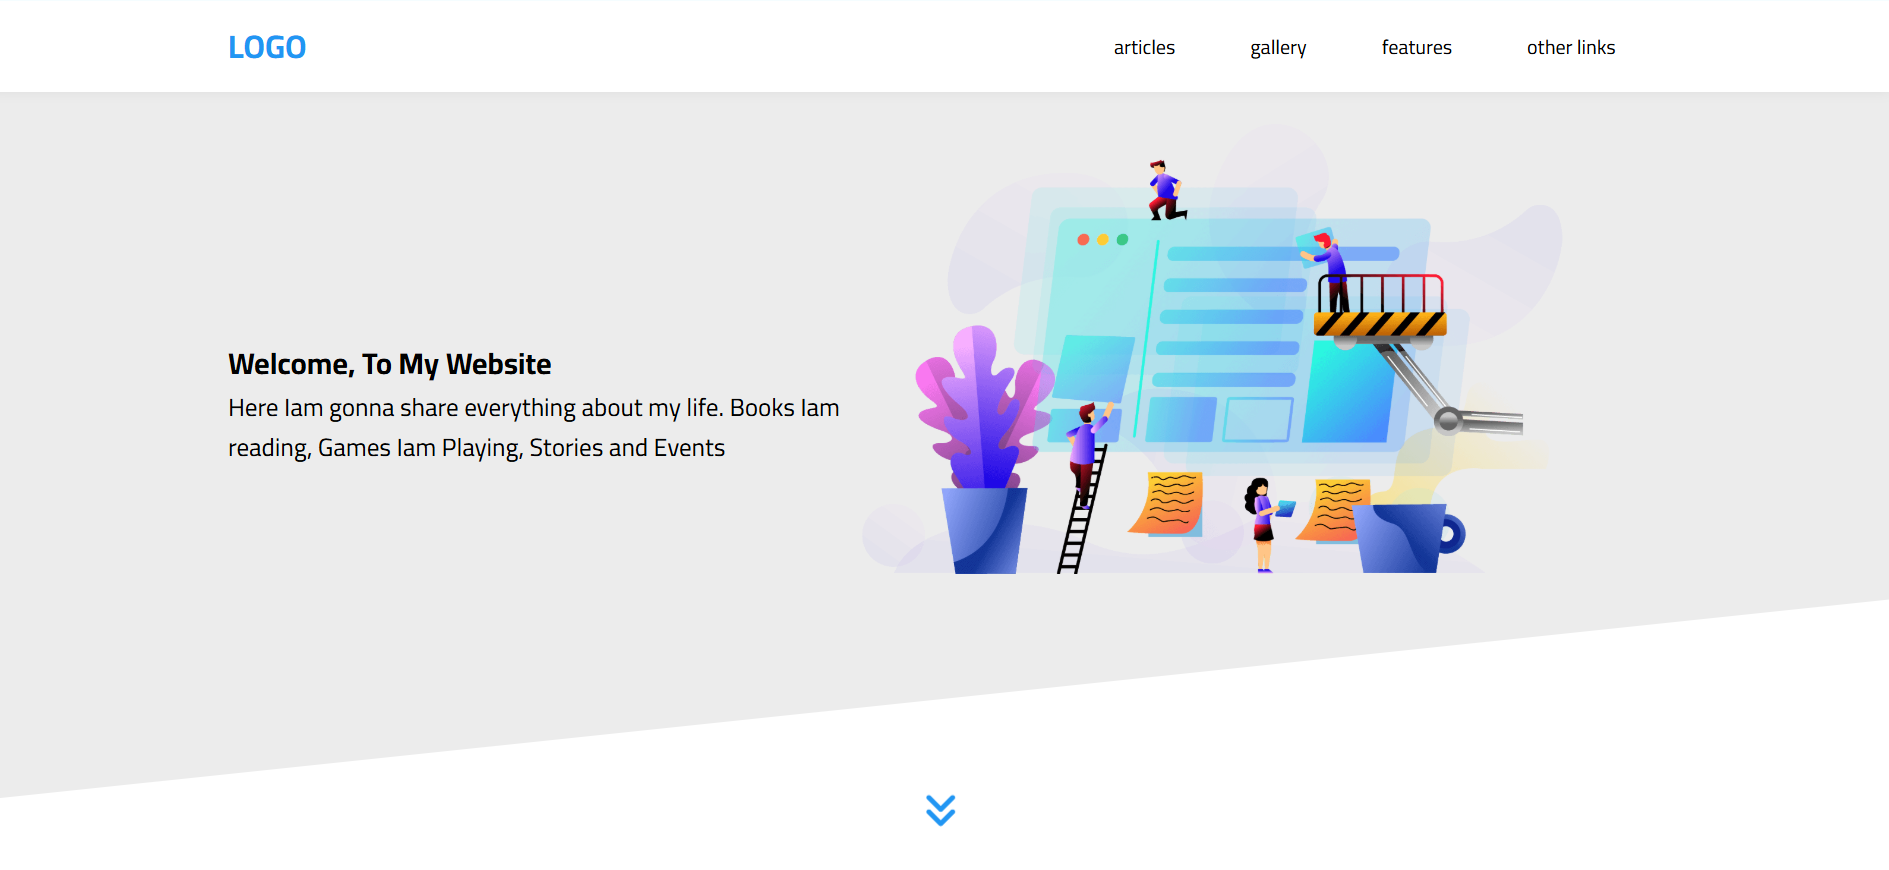 LOGO
articles gallery features other links
Welcome, To My Website
Here Iam gonna share everything about my life. Books Iam
reading, Games Iam Playing, Stories and Events